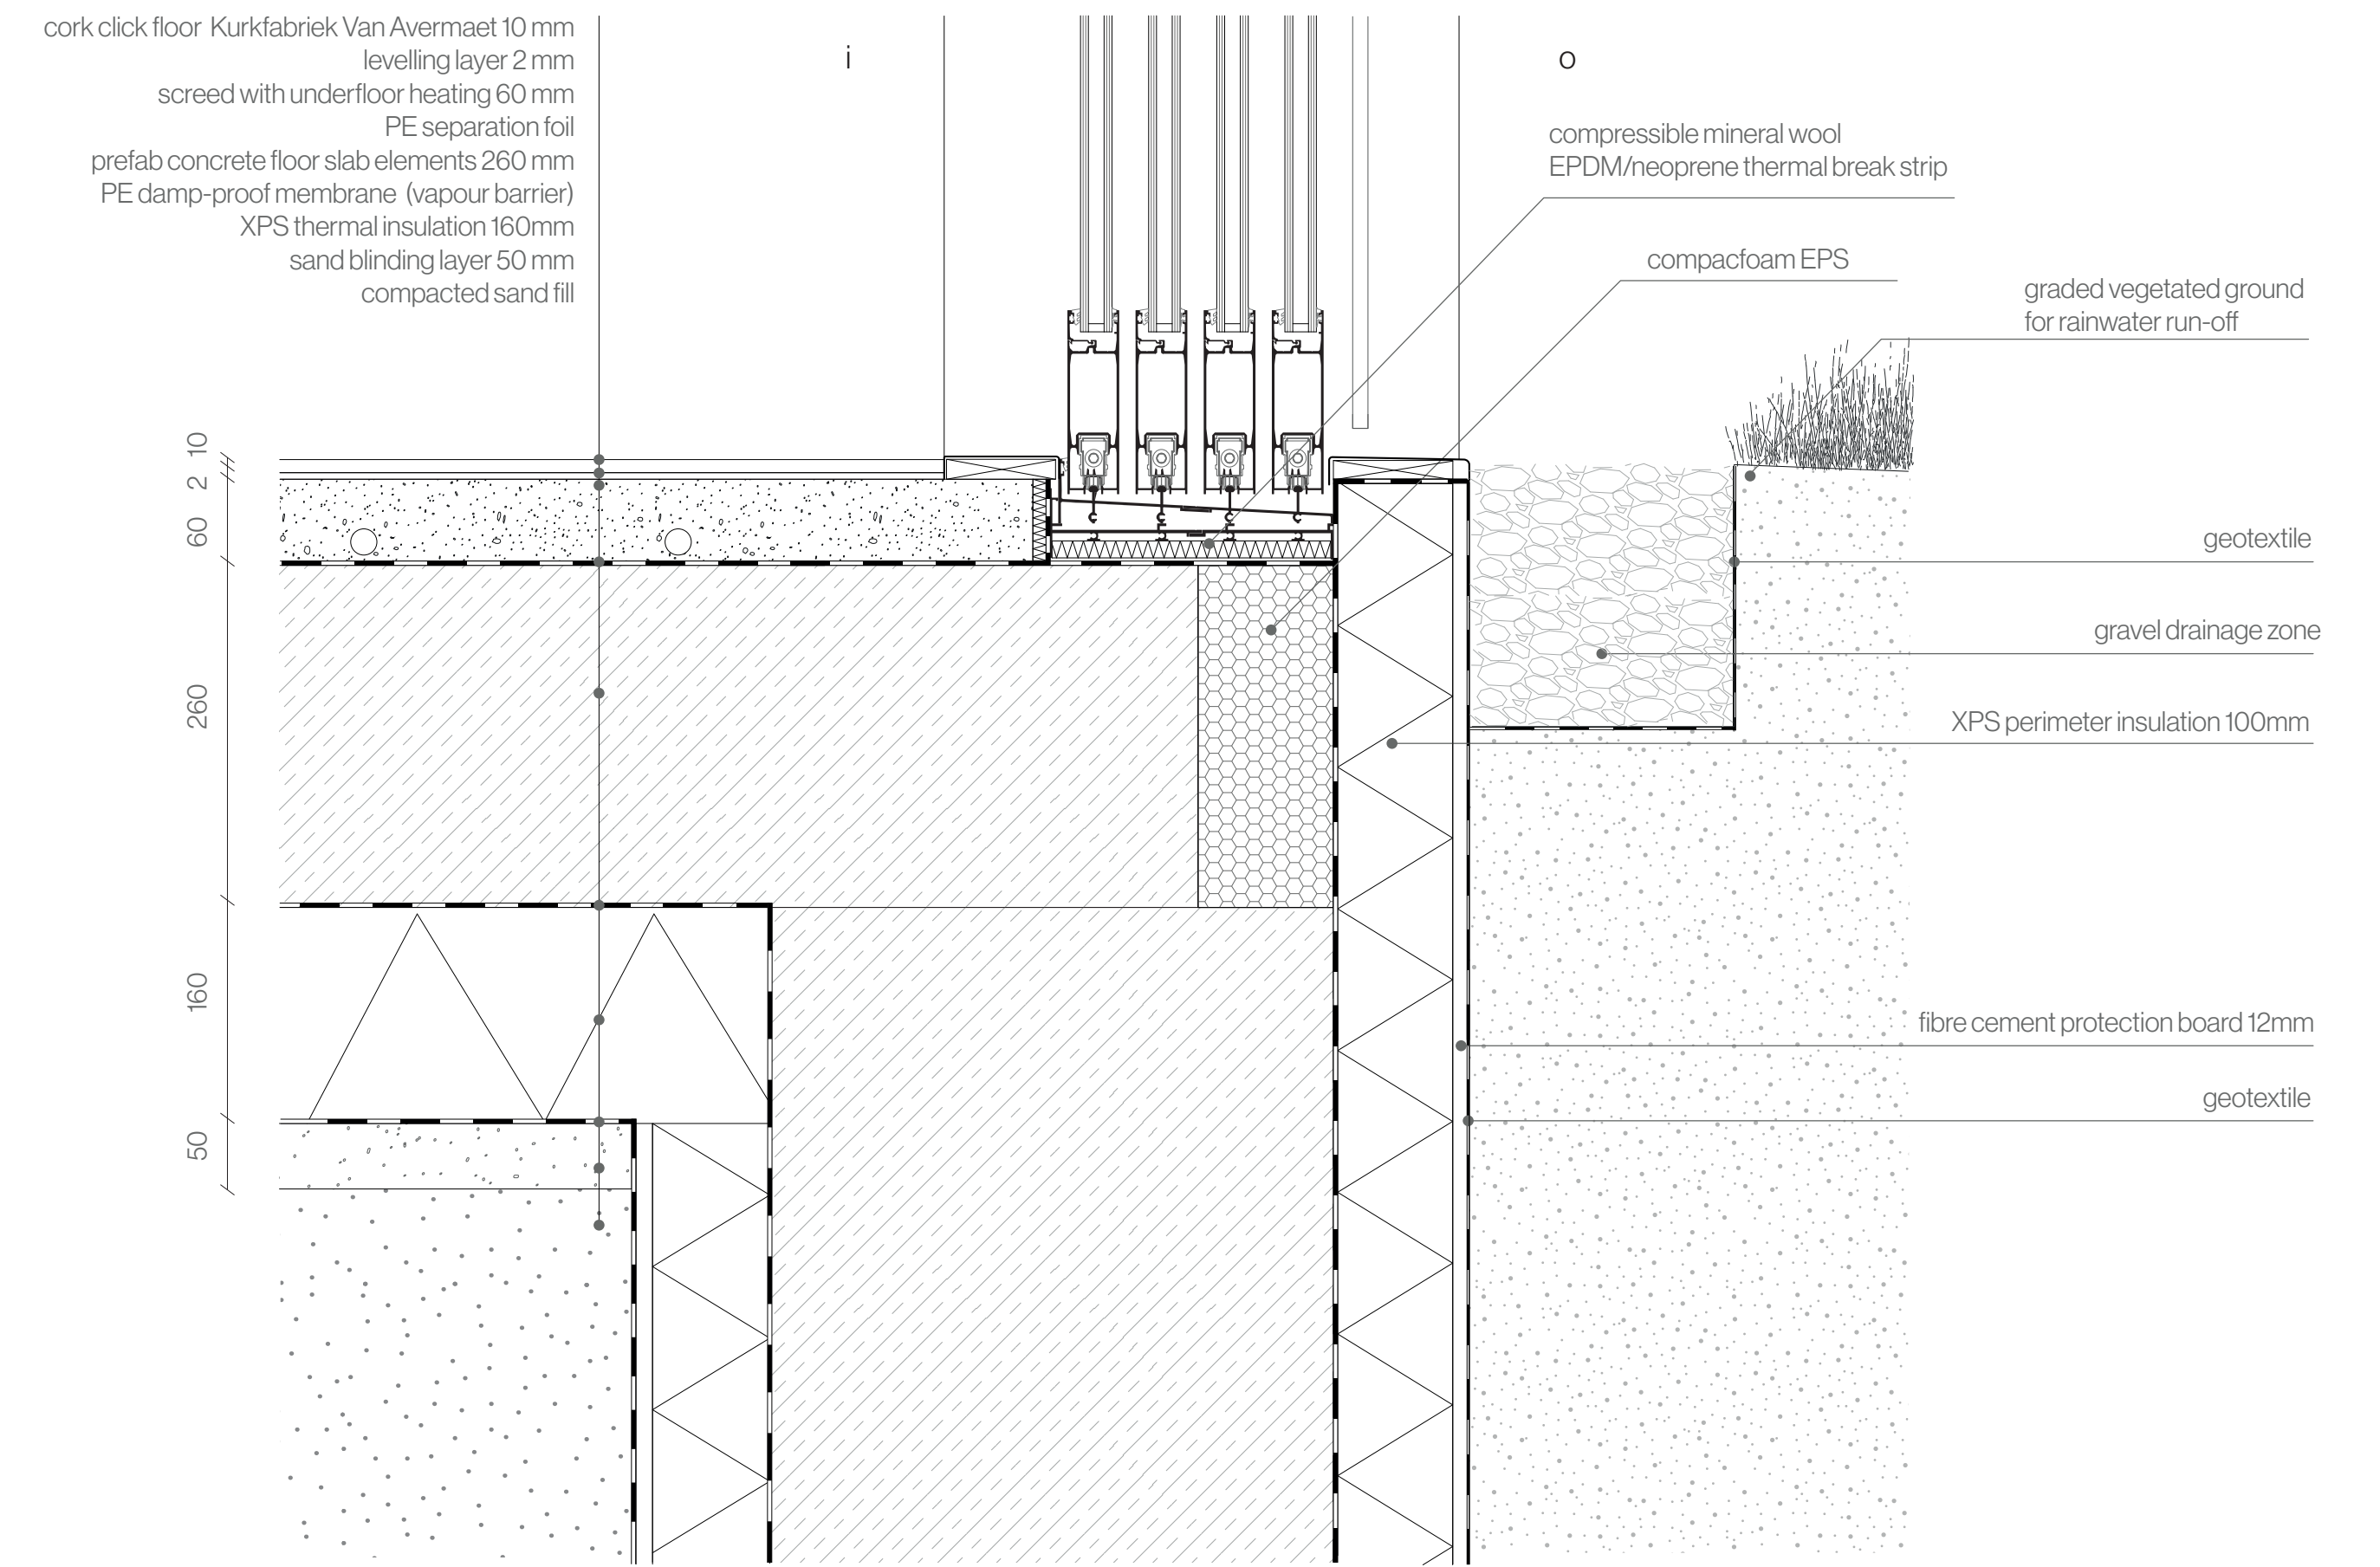 cork click floor Kurkfabriek Van Avermaet 10 mm
levelling layer 2 mm
screed with underfloor heating 60 mm
PE separation foil
prefab concrete floor slab elements 260 mm
PE damp-proof membrane (vapour barrier)
XPS thermal insulation 160mm
sand blinding layer 50 mm
compacted sand fill
i
o
compressible mineral wool
EPDM/neoprene thermal break strip
compacfoam EPS
graded vegetated ground
for rainwater run-off
geotextile
gravel drainage zone
XPS perimeter insulation 100mm
fibre cement protection board 12mm
geotextile
10
2
60
260
160
50